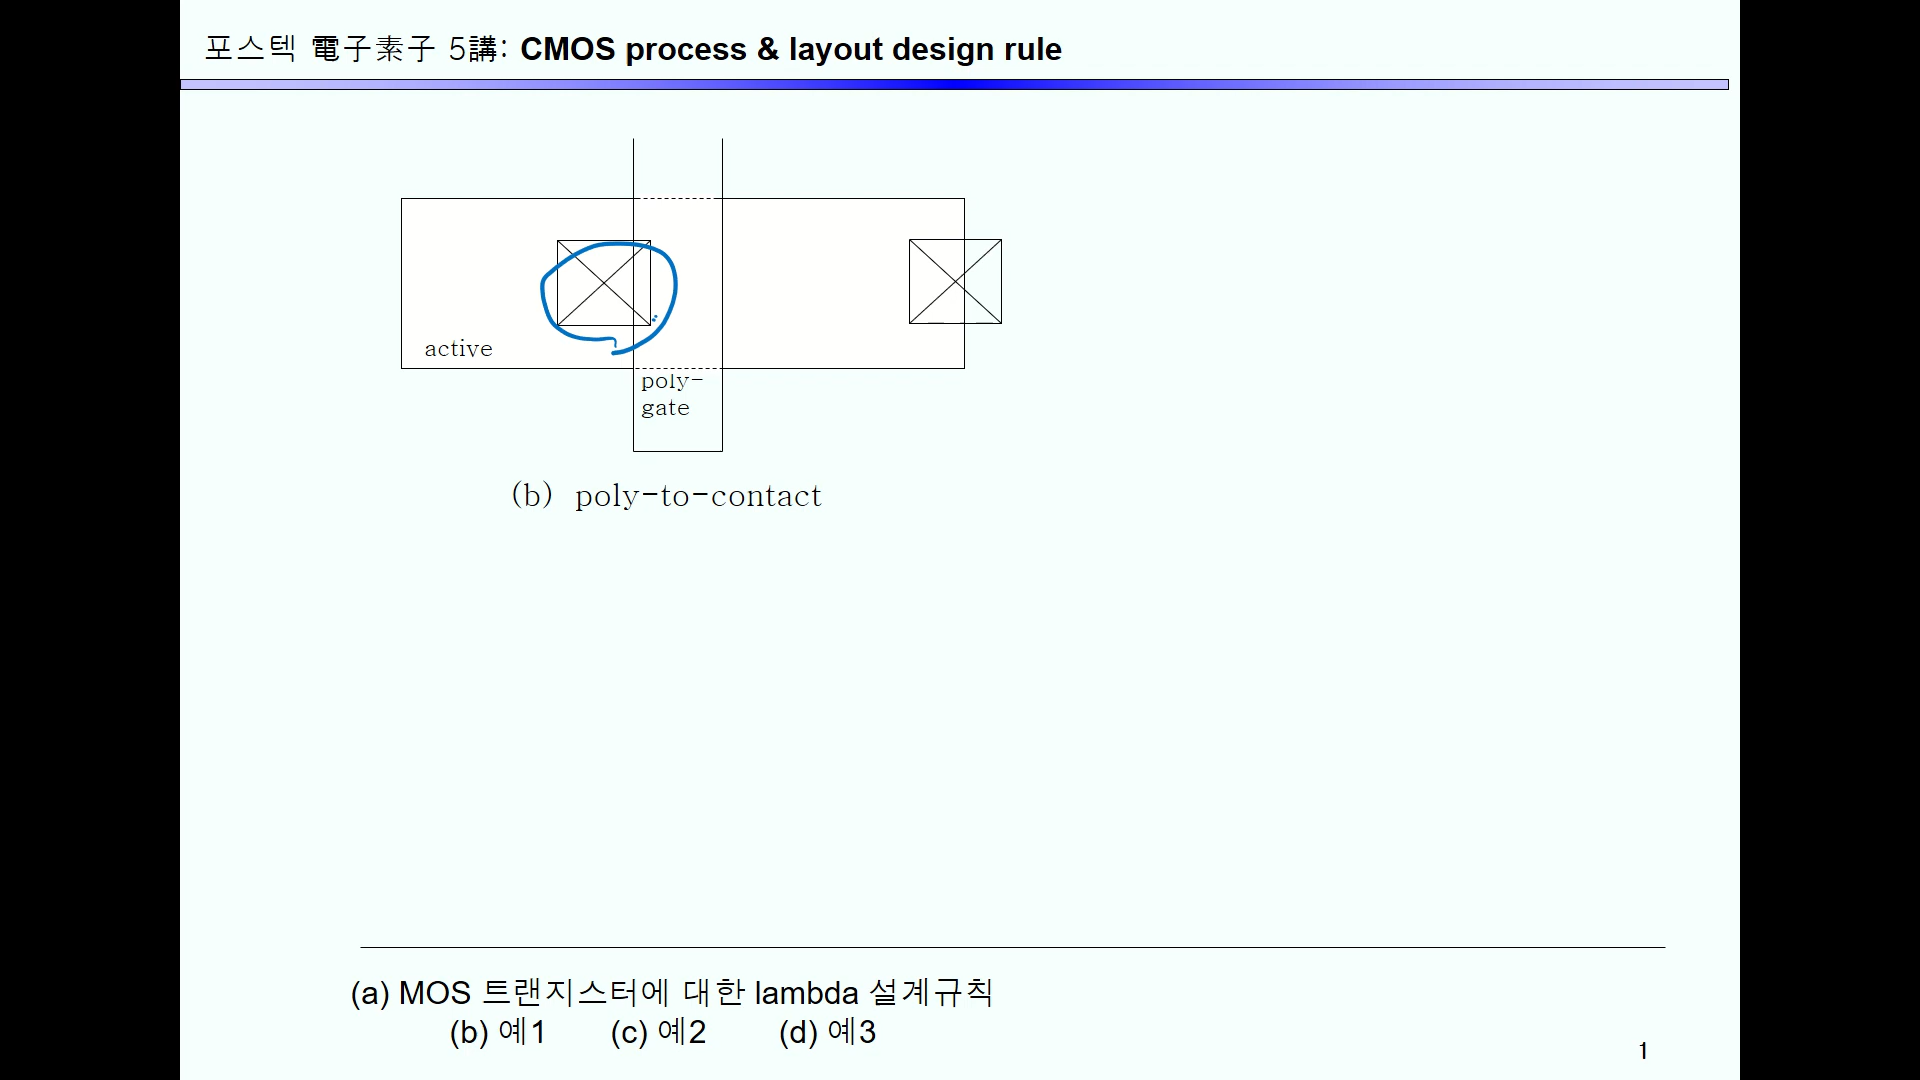 포스텍 電子素子 5講: CMOS process & layout design rule
active
poly-
gate
(b) poly-to-contact
(a) MOS 트랜지스터에 대한 lambda 설계규칙
(b) 예1 (c) 예2 (d) 예3
1